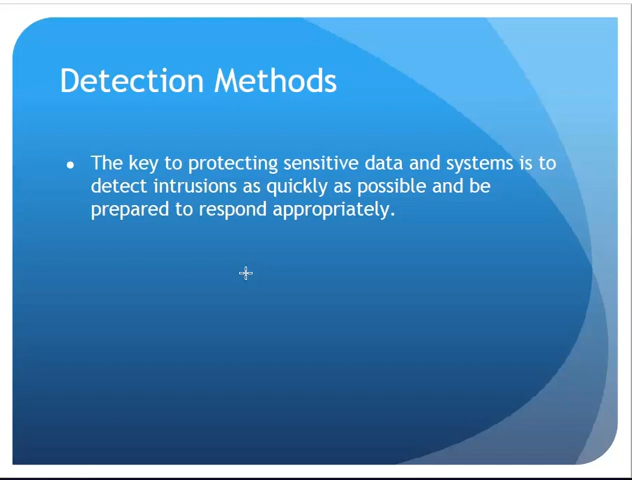 Detection Methods
• The key to protecting sensitive data and systems is to
detect intrusions as quickly as possible and be
prepared to respond appropriately.